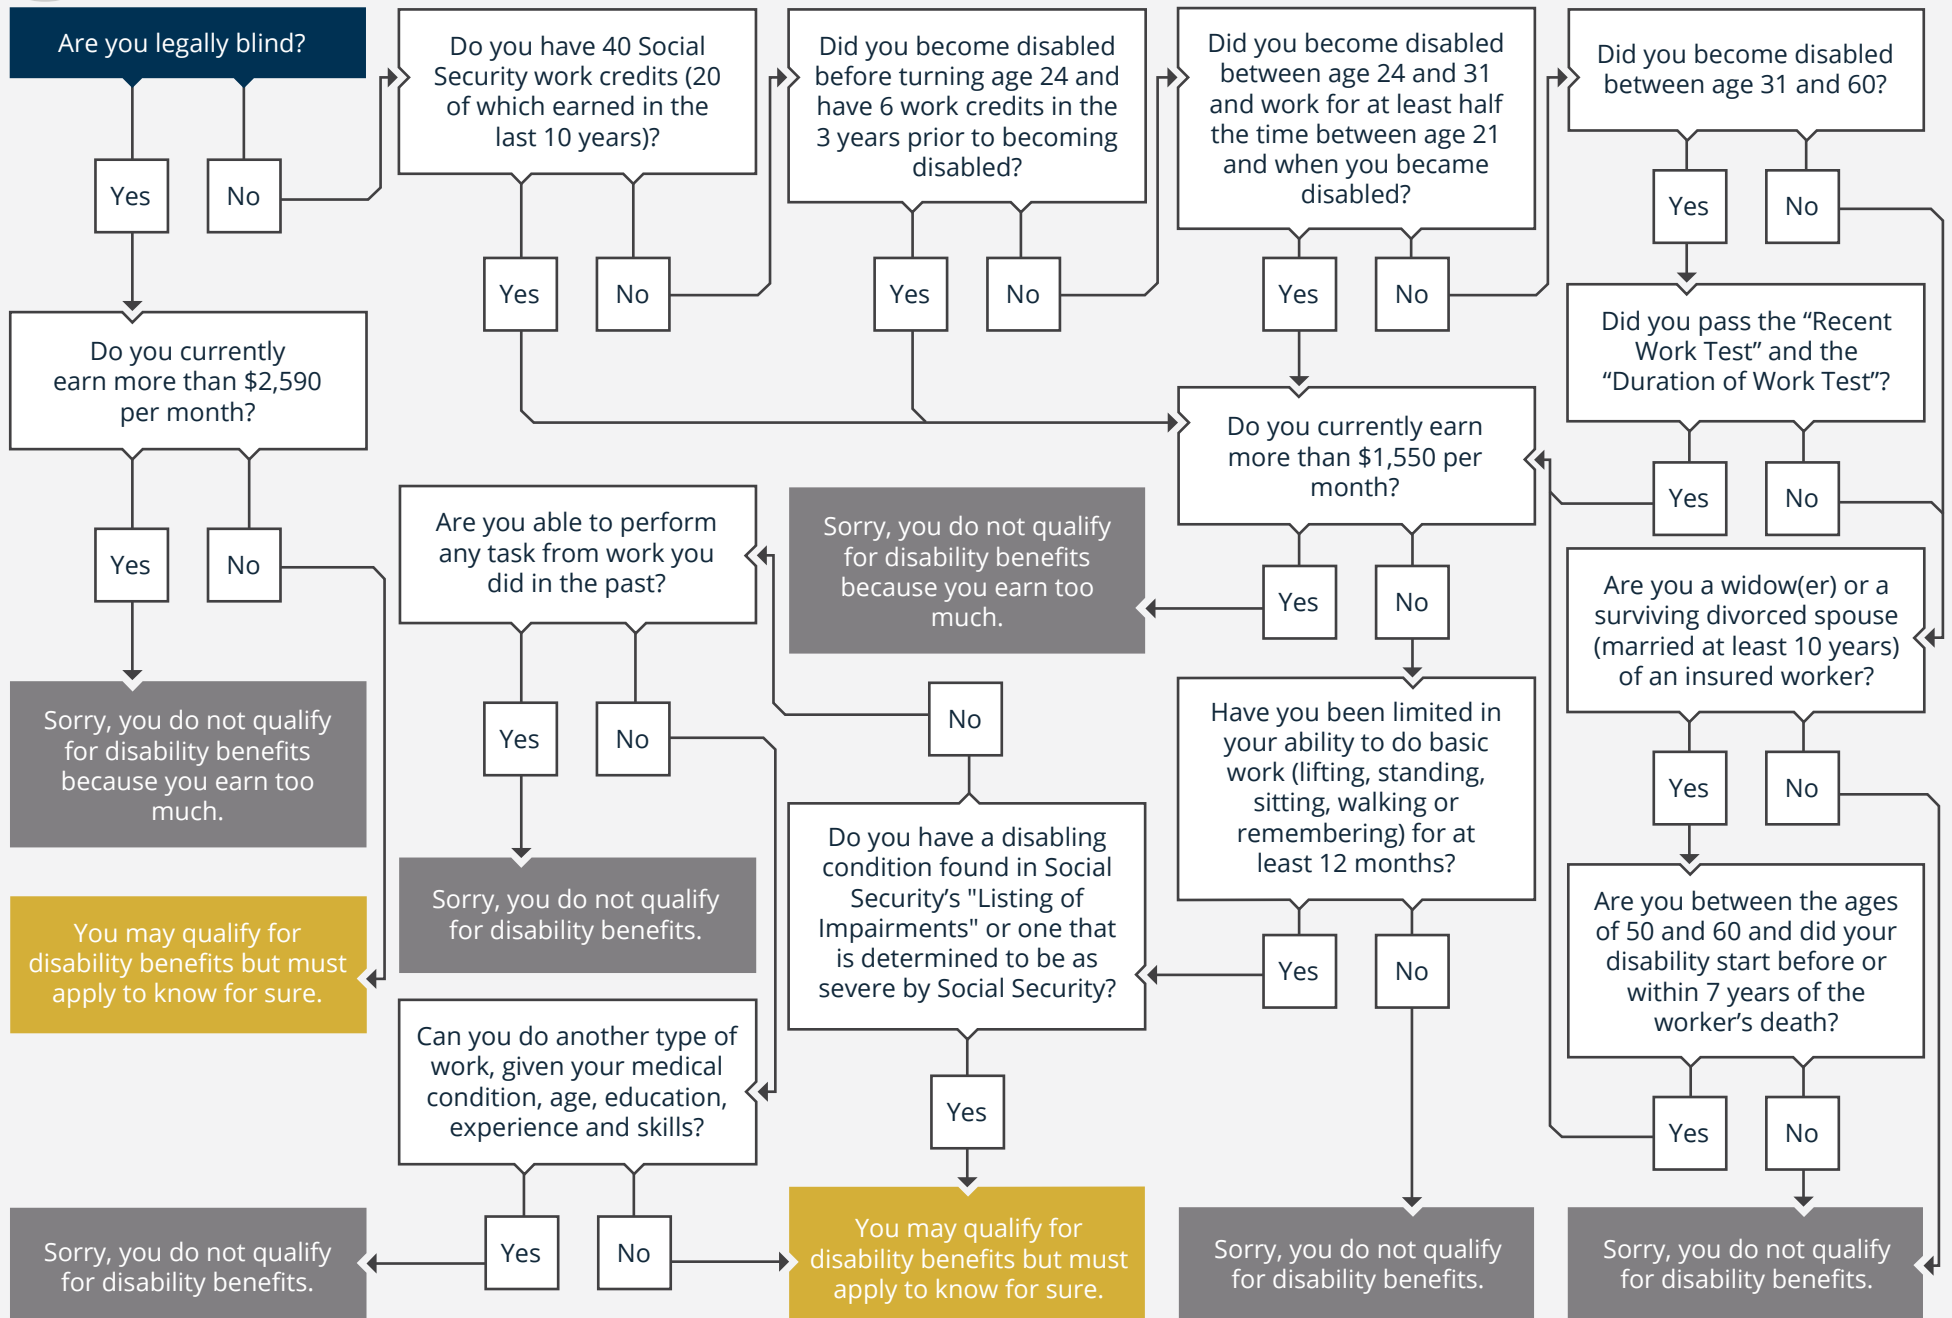 Are you legally blind?
Yes
No
Do you currently
earn more than $2,590
per month?
Yes
No
Sorry, you do not qualify
for disability benefits
because you earn too
much.
You may qualify for
disability benefits but must
apply to know for sure.
Do you have 40 Social
Security work credits (20
of which earned in the
last 10 years)?
Yes
No
Did you become disabled
before turning age 24 and
have 6 work credits in the
3 years prior to becoming
disabled?
Yes
No
Did you become disabled
between age 24 and 31
and work for at least half
the time between age 21
and when you became
disabled?
Yes
No
Did you become disabled
between age 31 and 60?
Yes
No
Did you pass the “Recent
Work Test” and the
“Duration of Work Test”?
Yes
No
Are you a widow(er) or a
surviving divorced spouse
(married at least 10 years)
of an insured worker?
Yes
No
Are you between the ages
of 50 and 60 and did your
disability start before or
within 7 years of the
worker’s death?
Yes
No
Sorry, you do not qualify
for disability benefits.
Do you currently earn
more than $1,550 per
month?
Yes
No
Sorry, you do not qualify
for disability benefits
because you earn too
much.
Have you been limited in
your ability to do basic
work (lifting, standing,
sitting, walking or
remembering) for at
least 12 months?
Yes
No
Sorry, you do not qualify
for disability benefits.
Do you have a disabling
condition found in Social
Security’s "Listing of
Impairments" or one that
is determined to be as
severe by Social Security?
No
Yes
You may qualify for
disability benefits but must
apply to know for sure.
Are you able to perform
any task from work you
did in the past?
Yes
No
Sorry, you do not qualify
for disability benefits.
Can you do another type of
work, given your medical
condition, age, education,
experience and skills?
Yes
No
Sorry, you do not qualify
for disability benefits.